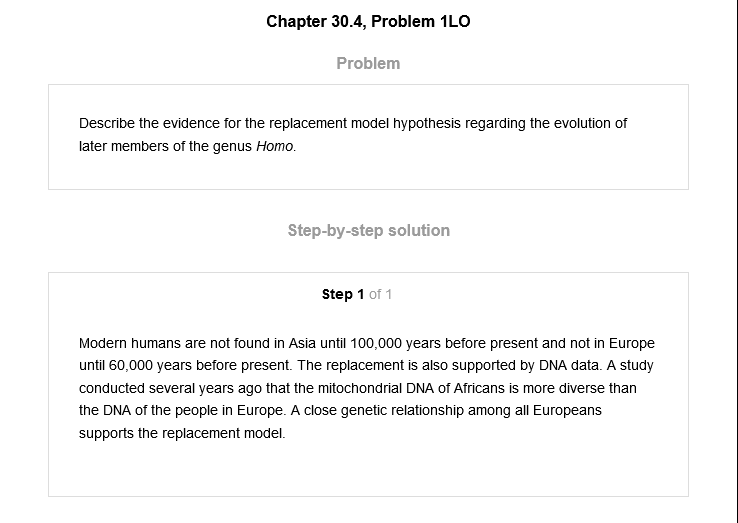 Chapter 30.4, Problem 1LO
Problem
Describe the evidence for the replacement model hypothesis regarding the evolution of
later members of the genus Homo.
Step-by-step solution
Step 1 of 1
Modern humans are not found in Asia until 100,000 years before present and not in Europe
until 60,000 years before present. The replacement is also supported by DNA data. A study
conducted several years ago that the mitochondrial DNA of Africans is more diverse than
the DNA of the people in Europe. A close genetic relationship among all Europeans
supports the replacement model.